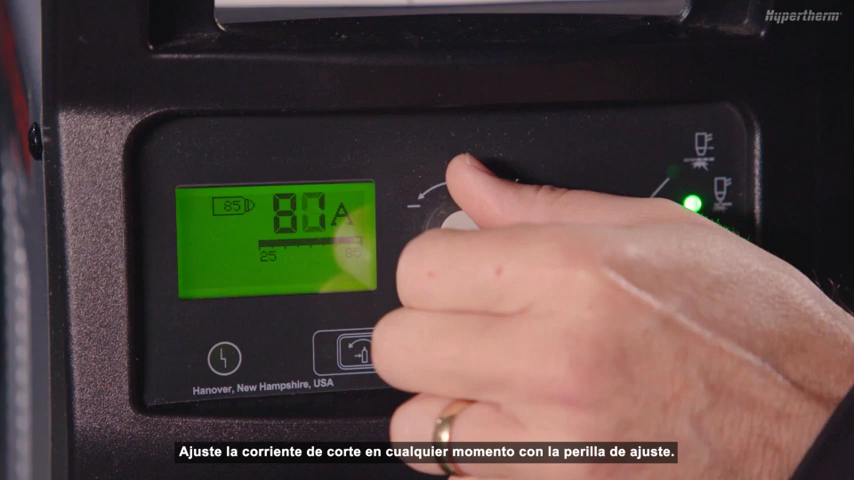 Hypertherm
85
80 A
25 85
Hanover, New Hampshire, USA
Ajuste la corriente de corte en cualquier momento con la perilla de ajuste.